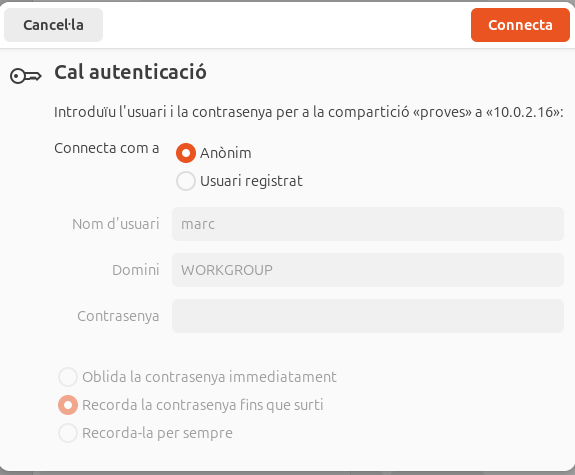 Cancel·la
Connecta
Cal autenticació
Introduïu l'usuari i la contrasenya per a la compartició «proves» a «10.0.2.16»:
Connecta com a
Anònim
Usuari registrat
Nom d'usuari
marc
Domini
WORKGROUP
Contrasenya
Oblida la contrasenya immediatament
Recorda la contrasenya fins que surti
Recorda-la per sempre